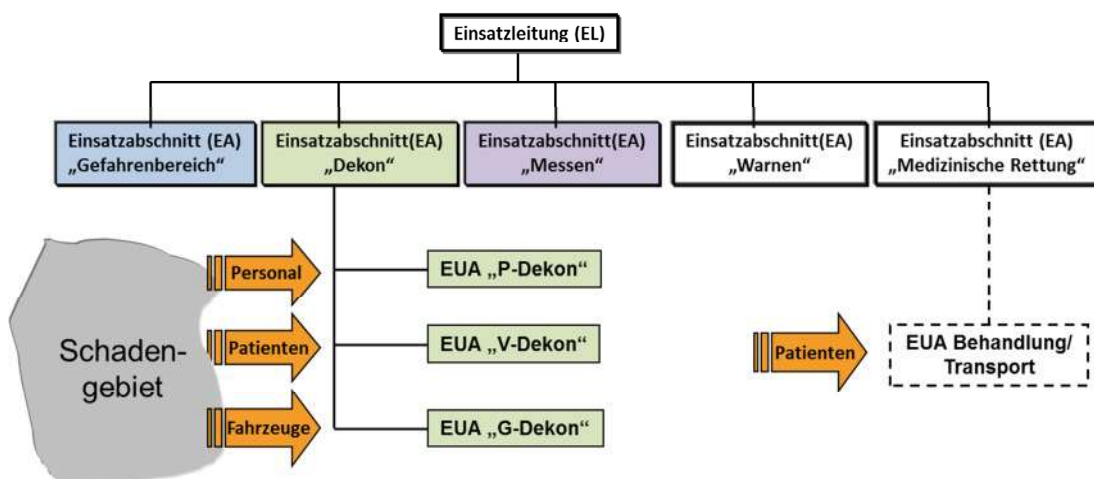 Einsatzleitung (EL)
Einsatzabschnitt (EA)
„Gefahrenbereich“
Einsatzabschnitt(EA)
„Dekon“
Einsatzabschnitt(EA)
„Messen“
Einsatzabschnitt(EA)
„Warnen“
Einsatzabschnitt (EA)
„Medizinische Rettung“
Schaden-
gebiet
Personal
EUA „P-Dekon“
Patienten
EUA „V-Dekon“
Fahrzeuge
EUA „G-Dekon“
Patienten
EUA Behandlung/
Transport